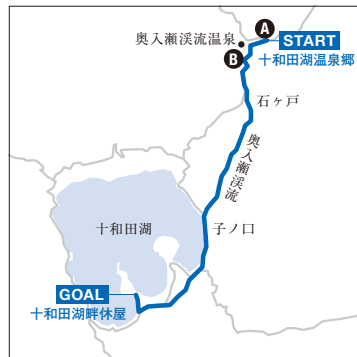 奥入瀬渓流温泉
A
START
B
十和田湖温泉郷
石ヶ戸
奥入瀬渓流
十和田湖
子ノ口
GOAL
十和田湖畔休屋